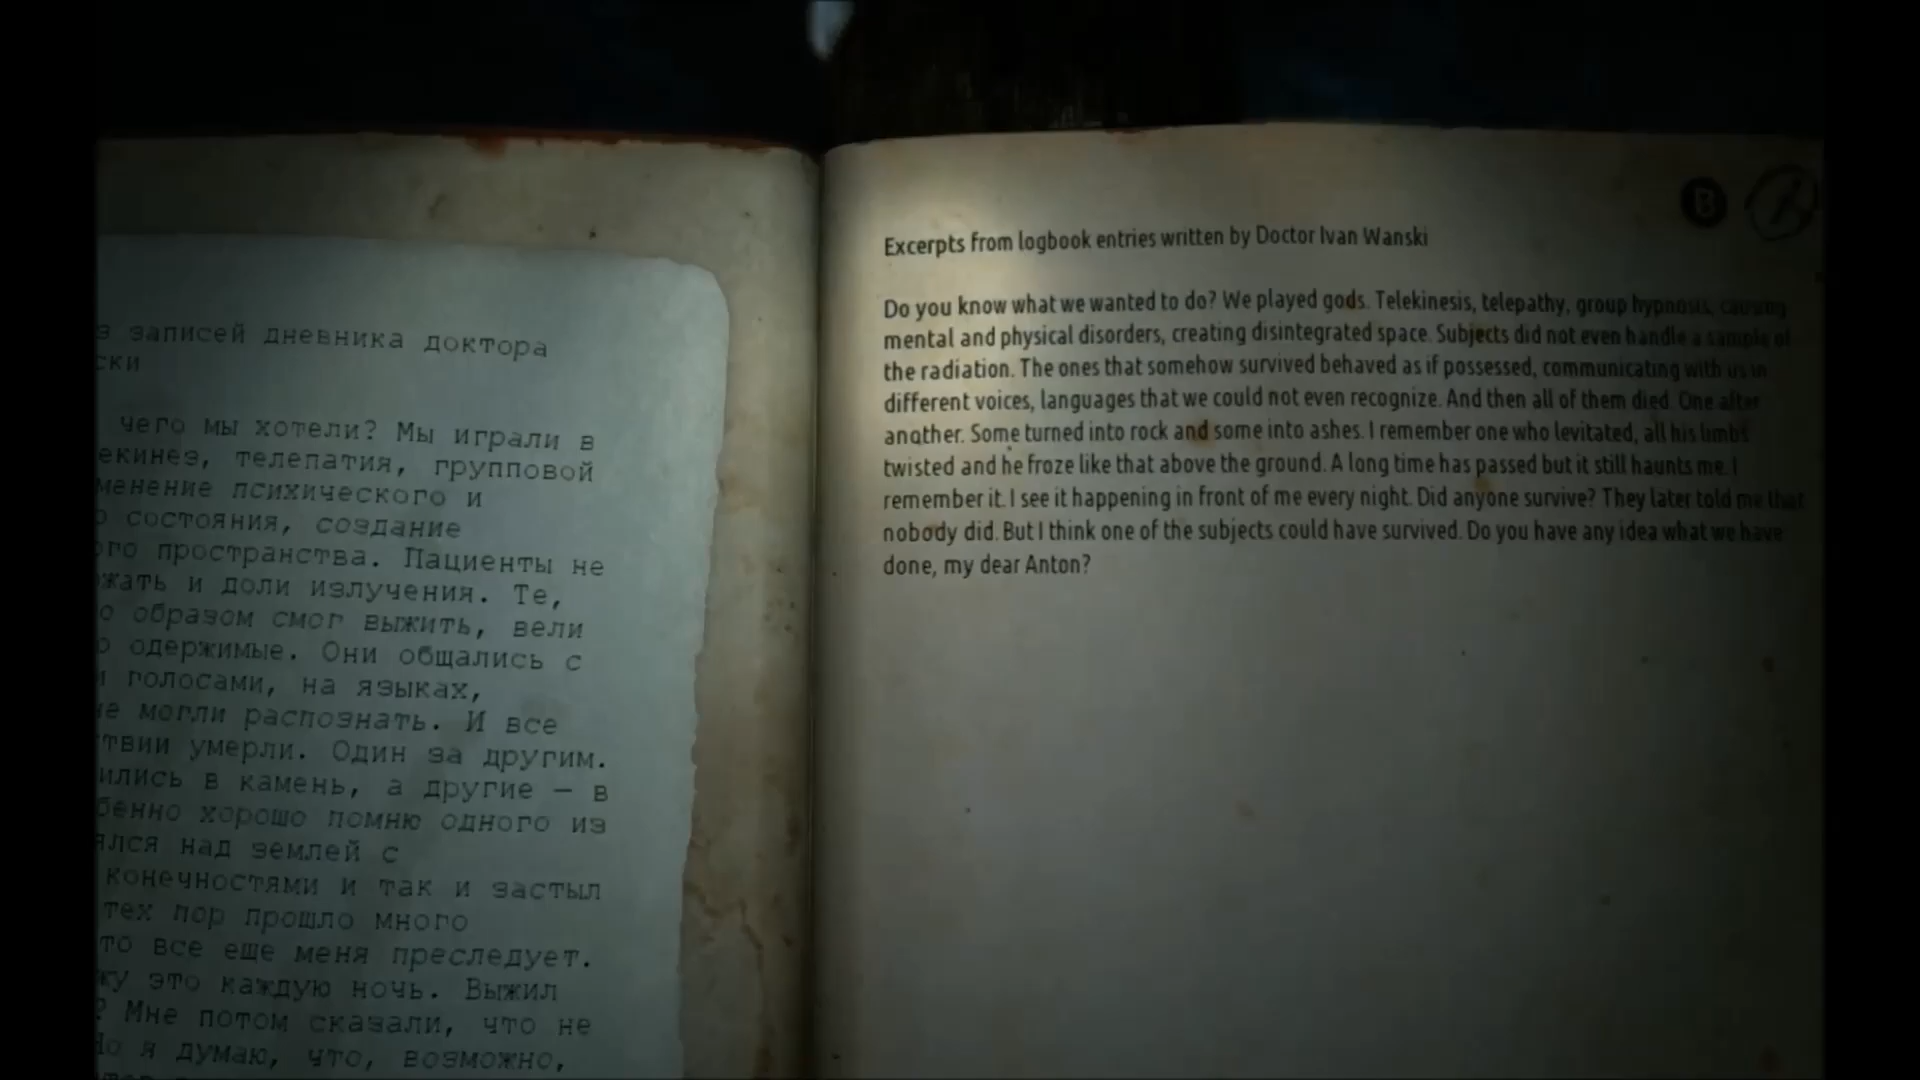 з записей дневника доктора
ски
чего мы хотели? Мы играли в
екинез, телепатия, групповой
менение психического и
о состояния, создание
ого пространства. Пациенты не
жать и доли излучения. Те,
о образом смог выжить, вели
о одержимые. Они общались с
и голосами, на языках,
не могли распознать. И все
твии умерли. Один за другим.
ились в камень, а другие — в
бенно хорошо помню одного из
ялся над землей с
конечностями и так и застыл
тех пор прошло много
то все еще меня преследует.
жу это каждую ночь. Выжил
? Мне потом сказали, что не
Но я думаю, что, возможно,
B
Excerpts from logbook entries written by Doctor Ivan Wanski
Do you know what we wanted to do? We played gods. Telekinesis, telepathy, group hypnosis, causing
mental and physical disorders, creating disintegrated space. Subjects did not even handle a sample of
the radiation. The ones that somehow survived behaved as if possessed, communicating with us in
different voices, languages that we could not even recognize. And then all of them died. One after
another. Some turned into rock and some into ashes. I remember one who levitated, all his limbs
twisted and he froze like that above the ground. A long time has passed but it still haunts me. I
remember it. I see it happening in front of me every night. Did anyone survive? They later told me that
nobody did. But I think one of the subjects could have survived. Do you have any idea what we have
done, my dear Anton?